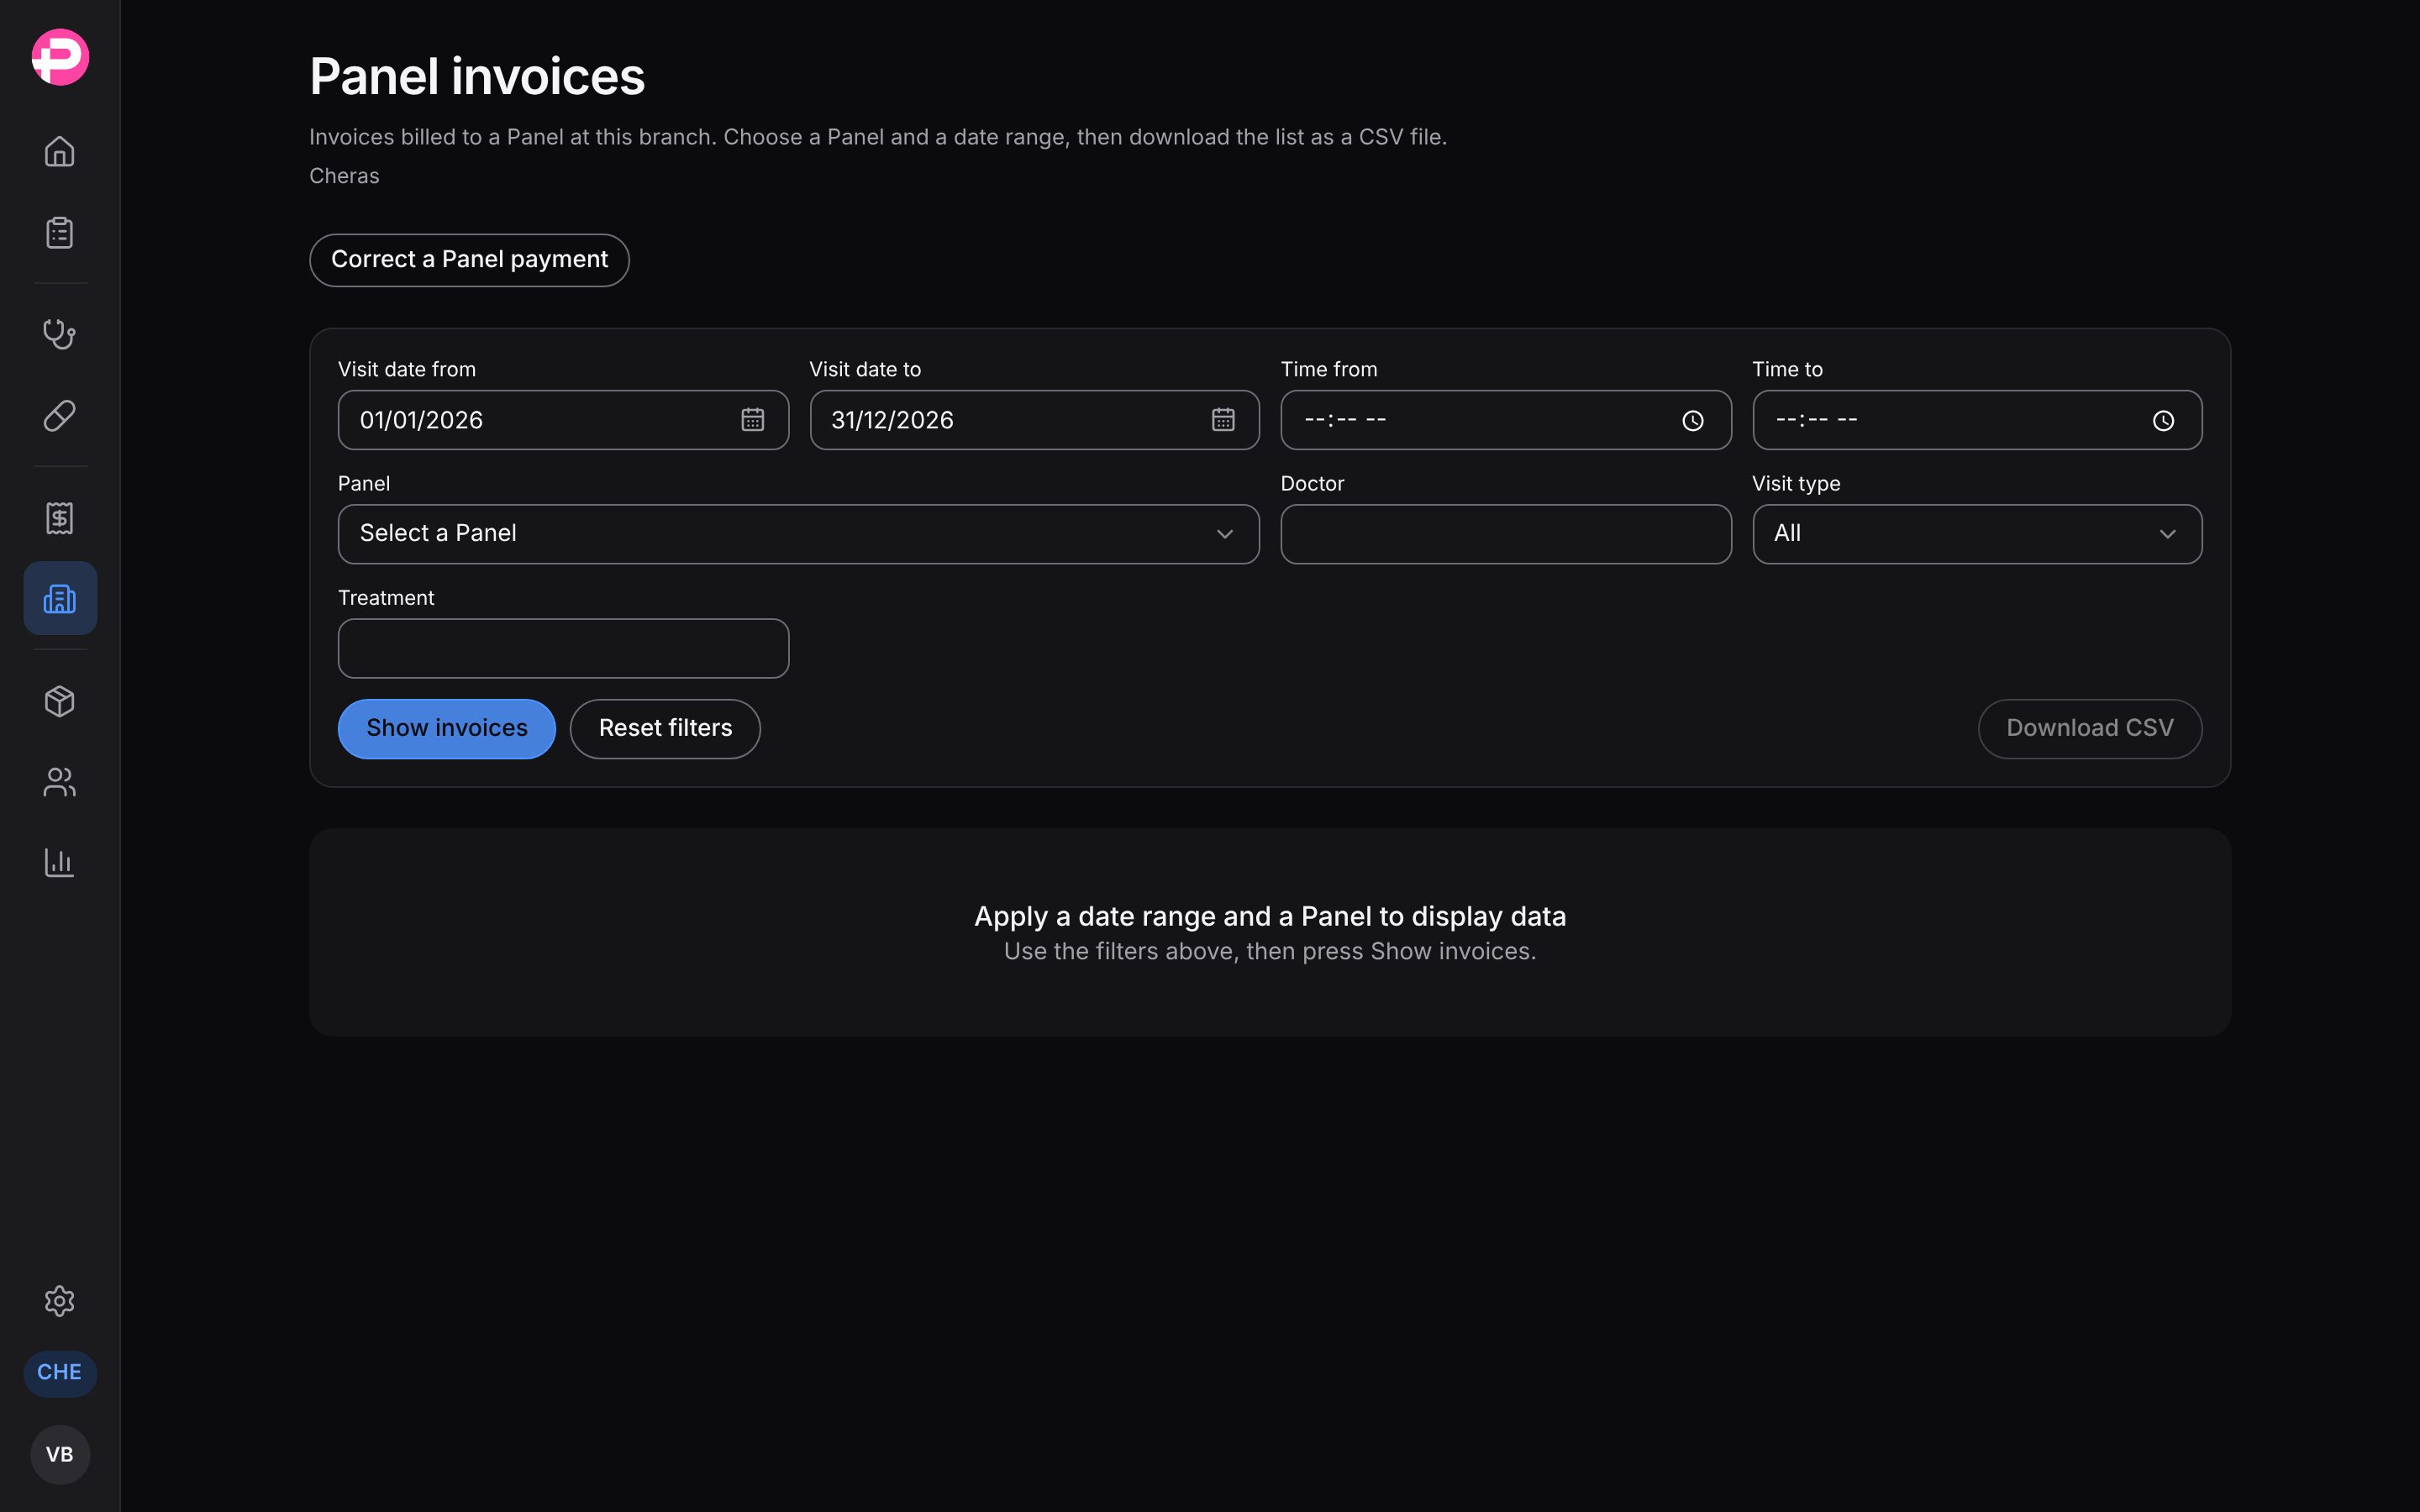 Panel invoices
Invoices billed to a Panel at this branch. Choose a Panel and a date range, then download the list as a CSV file.
Cheras
Correct a Panel payment
Visit date from
Visit date to
Time from
Time to
01/01/2026
31/12/2026
--:-- --
--:-- --
Panel
Doctor
Visit type
Select a Panel
All
Treatment
Show invoices
Reset filters
Download CSV
Apply a date range and a Panel to display data
Use the filters above, then press Show invoices.
CHE
VB